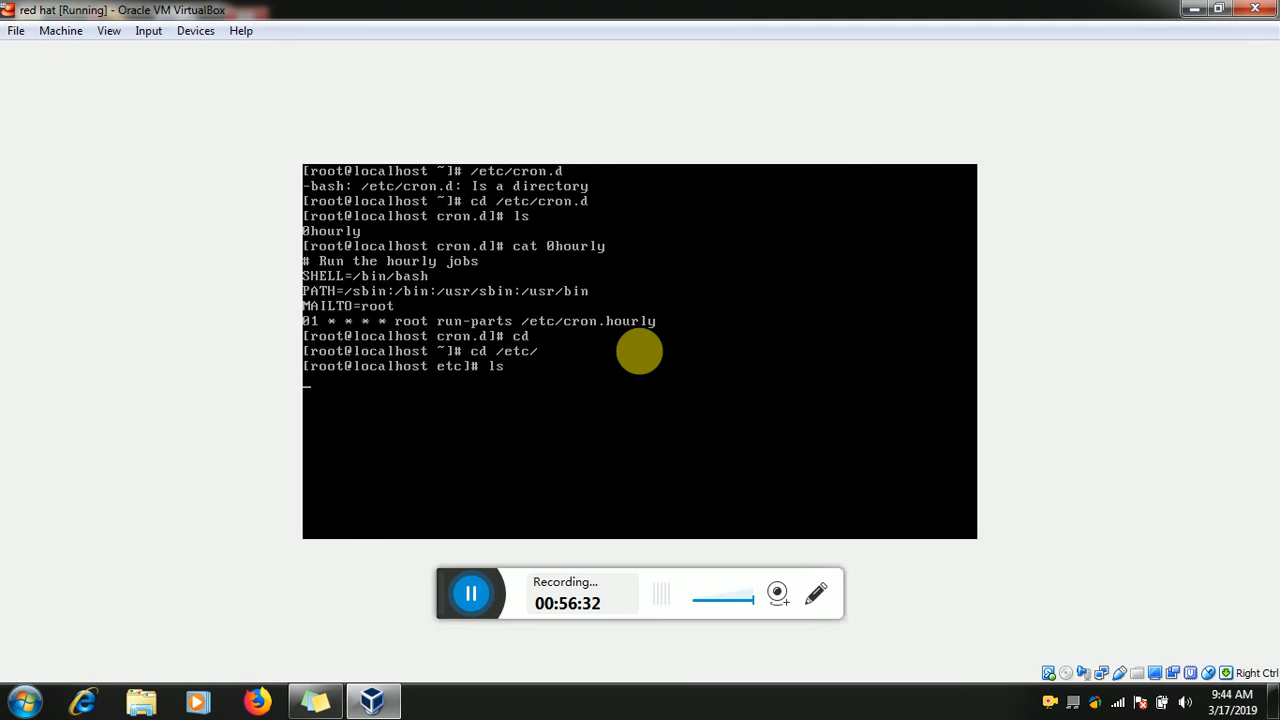 red hat [Running] - Oracle VM VirtualBox
File Machine View Input Devices Help
[root@localhost ~]# /etc/cron.d
-bash: /etc/cron.d: Is a directory
[root@localhost ~]# cd /etc/cron.d
[root@localhost cron.d]# ls
0hourly
[root@localhost cron.d]# cat 0hourly
# Run the hourly jobs
SHELL=/bin/bash
PATH=/sbin:/bin:/usr/sbin:/usr/bin
MAILTO=root
01 * * * * root run-parts /etc/cron.hourly
[root@localhost cron.d]# cd
[root@localhost ~]# cd /etc/
[root@localhost etc]# ls
_
Recording...
00:56:32
Right Ctrl
9:44 AM
3/17/2019